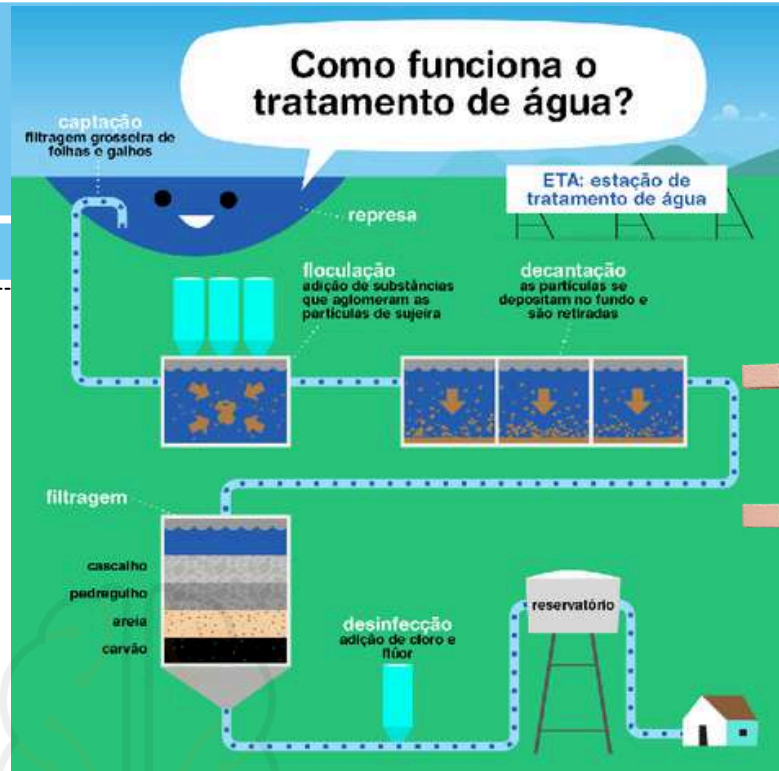 Como funciona o
tratamento de água?
captação
filtragem grosseira de
folhas e galhos
ETA: estação de
tratamento de água
represa
floculação
adição de substâncias
que aglomeram as
partículas de sujeira
decantação
as partículas se
depositam no fundo e
são retiradas
filtragem
cascalho
pedregulho
areia
carvão
desinfecção
adição de cloro e
flúor
reservatório